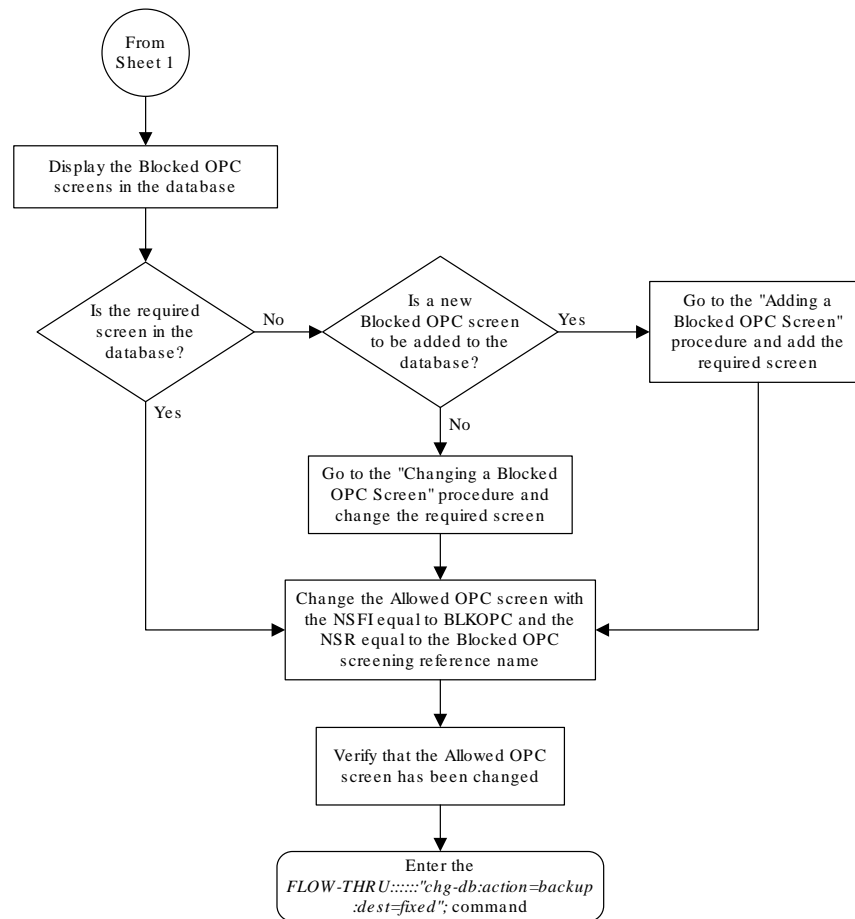 From
Sheet 1
Display the Blocked OPC
screens in the database
Is the required
screen in the
database?
No
Is a new
Blocked OPC screen
to be added to the
database?
Yes
Go to the "Adding a
Blocked OPC Screen"
procedure and add the
required screen
Yes
No
Go to the "Changing a Blocked
OPC Screen" procedure and
change the required screen
Change the Allowed OPC screen with
the NSFI equal to BLKOPC and the
NSR equal to the Blocked OPC
screening reference name
Verify that the Allowed OPC
screen has been changed
Enter the
FLOW-THRU::::::"chg-db:action=backup
:dest=fixed"; command